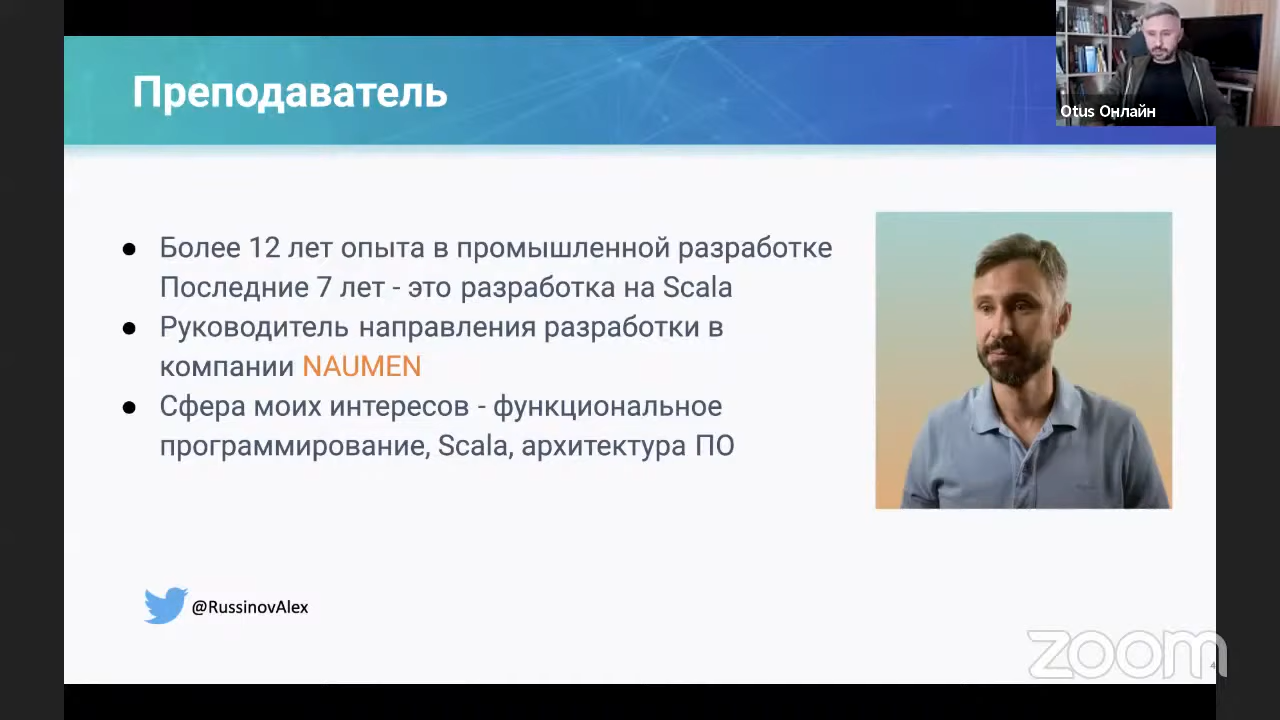 Преподаватель
Otus Онлайн
Более 12 лет опыта в промышленной разработке
Последние 7 лет - это разработка на Scala
Руководитель направления разработки в
компании NAUMEN
Сфера моих интересов - функциональное
программирование, Scala, архитектура ПО
@RussinovAlex
zoom
4